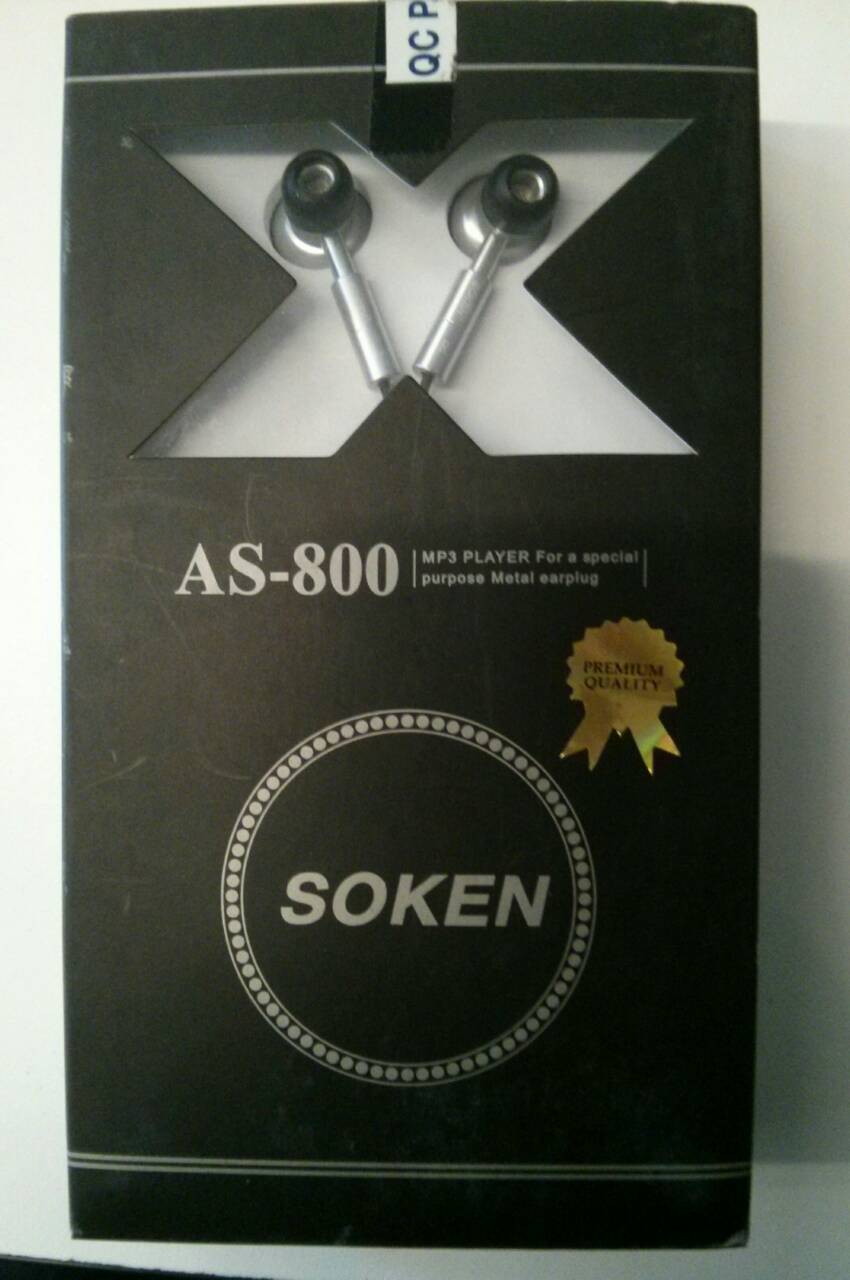 QC P
AS-800
MP3 PLAYER For a special
purpose Metal earplug
PREMIUM
QUALITY
SOKEN